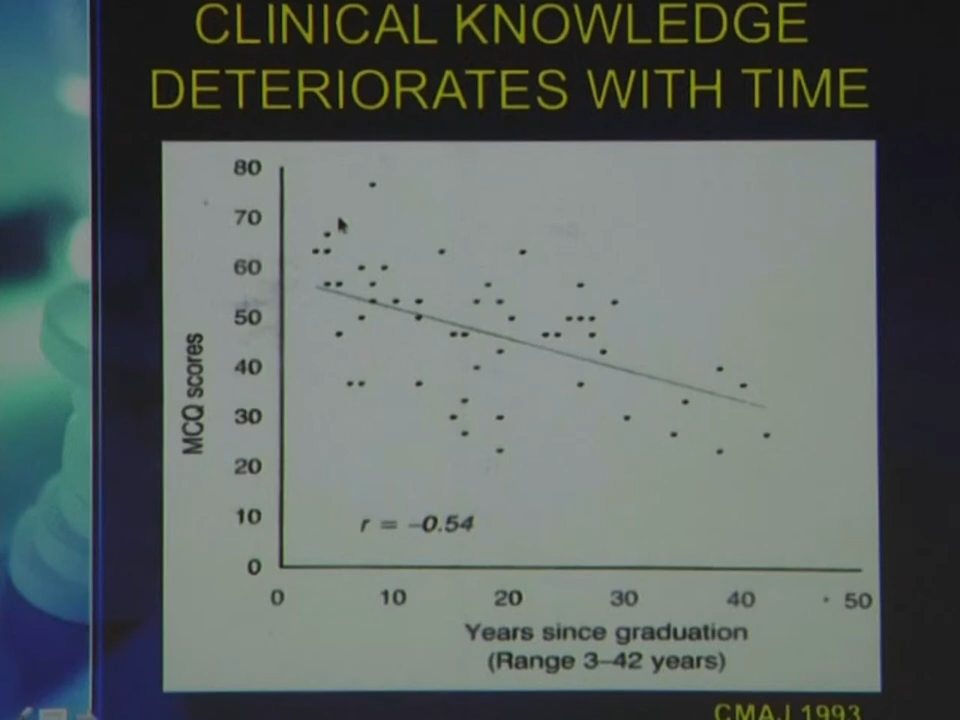 CLINICAL KNOWLEDGE
DETERIORATES WITH TIME
80
70
60
50
40
30
20
10
0
MCQ scores
r = –0.54
0 10 20 30 40 50
Years since graduation
(Range 3–42 years)
CMAJ 1993